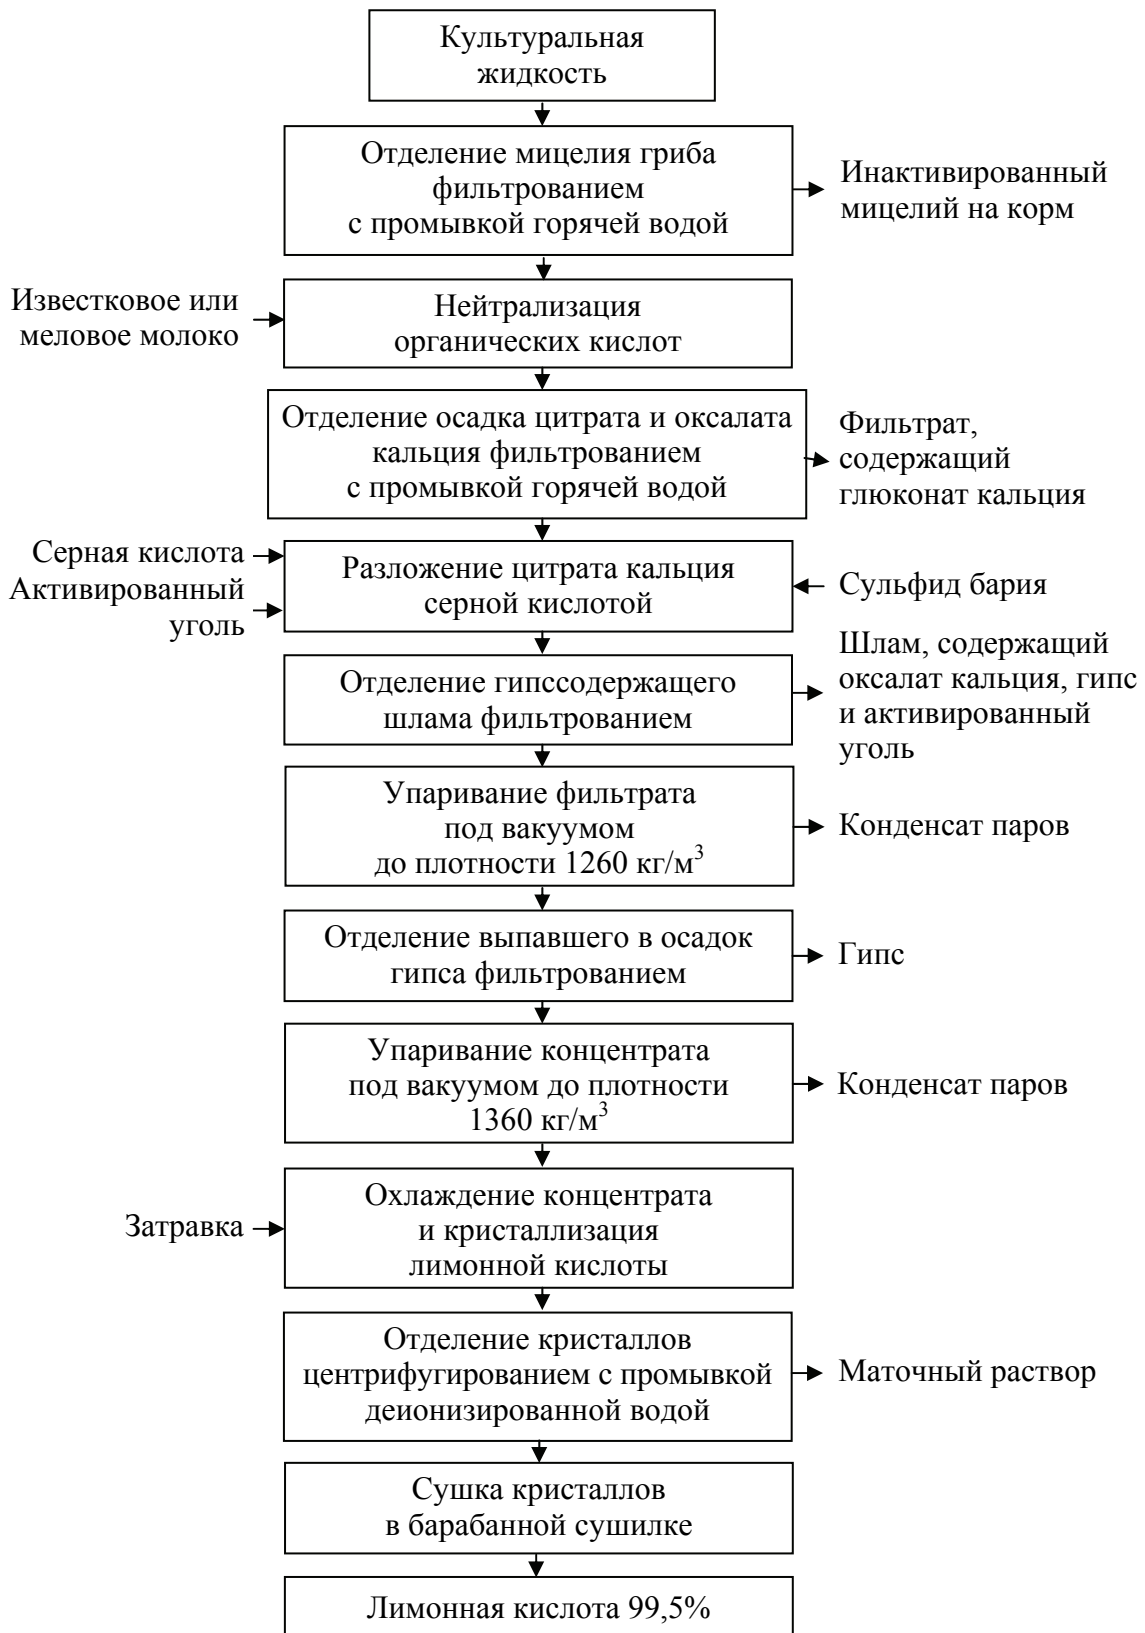 Культуральная
жидкость
Отделение мицелия гриба
фильтрованием
с промывкой горячей водой
Инактивированный
мицелий на корм
Известковое или
меловое молоко
Нейтрализация
органических кислот
Отделение осадка цитрата и оксалата
кальция фильтрованием
с промывкой горячей водой
Фильтрат,
содержащий
глюконат кальция
Серная кислота
Активированный
уголь
Разложение цитрата кальция
серной кислотой
Сульфид бария
Отделение гипссодержащего
шлама фильтрованием
Шлам, содержащий
оксалат кальция, гипс
и активированный
уголь
Упаривание фильтрата
под вакуумом
до плотности 1260 кг/м³
Конденсат паров
Отделение выпавшего в осадок
гипса фильтрованием
Гипс
Упаривание концентрата
под вакуумом до плотности
1360 кг/м³
Конденсат паров
Затравка
Охлаждение концентрата
и кристаллизация
лимонной кислоты
Отделение кристаллов
центрифугированием с промывкой
деионизированной водой
Маточный раствор
Сушка кристаллов
в барабанной сушилке
Лимонная кислота 99,5%